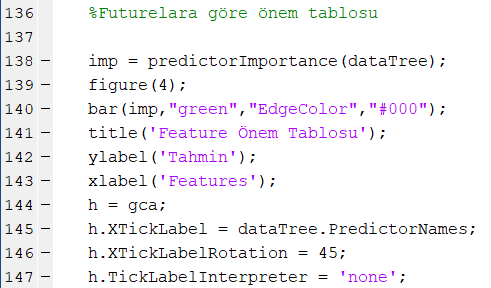 136 %Futurelara göre önem tablosu
137
138 – imp = predictorImportance(dataTree);
139 – figure(4);
140 – bar(imp,"green","EdgeColor","#000");
141 – title('Feature Önem Tablosu');
142 – ylabel('Tahmin');
143 – xlabel('Features');
144 – h = gca;
145 – h.XTickLabel = dataTree.PredictorNames;
146 – h.XTickLabelRotation = 45;
147 – h.TickLabelInterpreter = 'none';